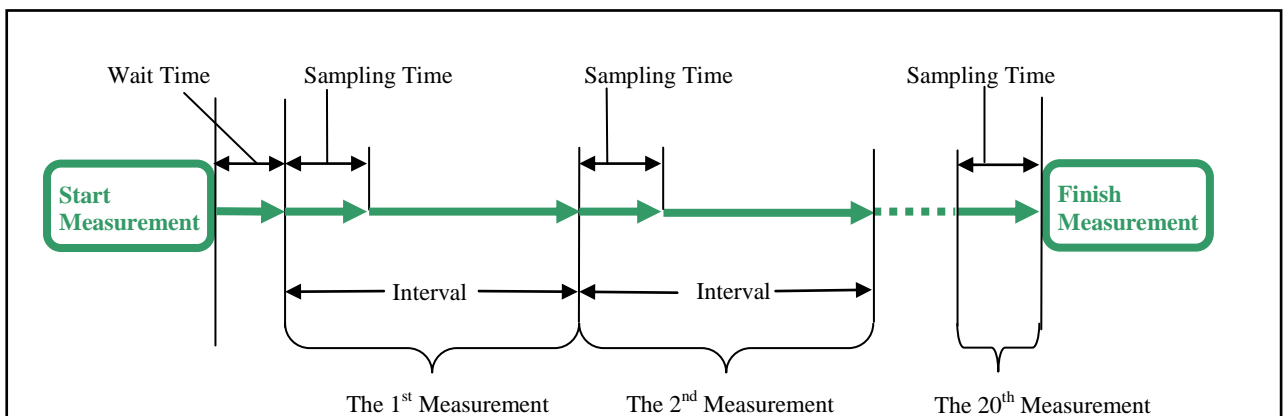 Wait Time Sampling Time Sampling Time Sampling Time
Start
Measurement
Finish
Measurement
Interval Interval
The 1st Measurement The 2nd Measurement The 20th Measurement